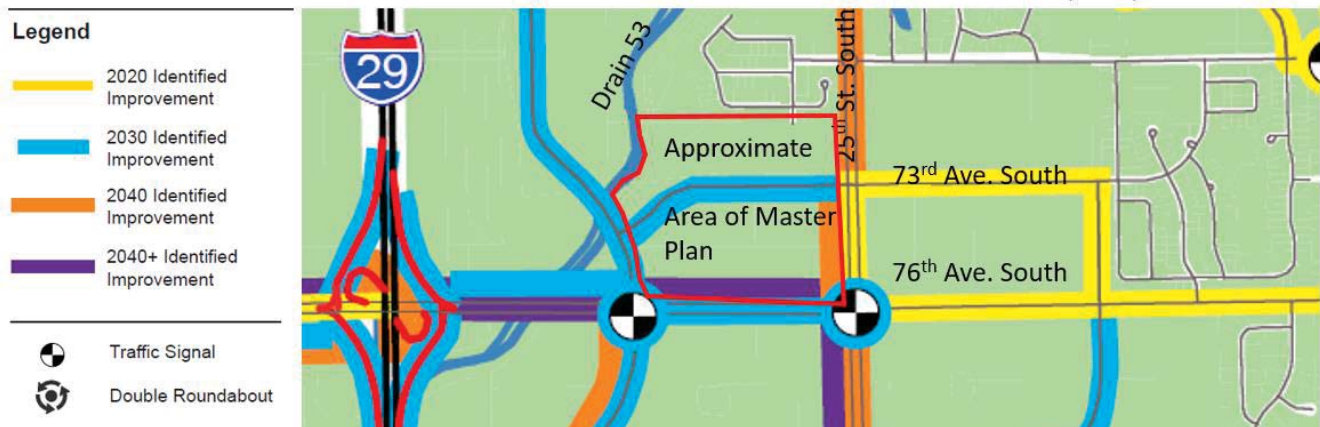 Legend
2020 Identified
Improvement
2030 Identified
Improvement
2040 Identified
Improvement
2040+ Identified
Improvement
Traffic Signal
Double Roundabout
29
Drain 53
25th St. South
Approximate
73rd Ave. South
Area of Master
Plan
76th Ave. South